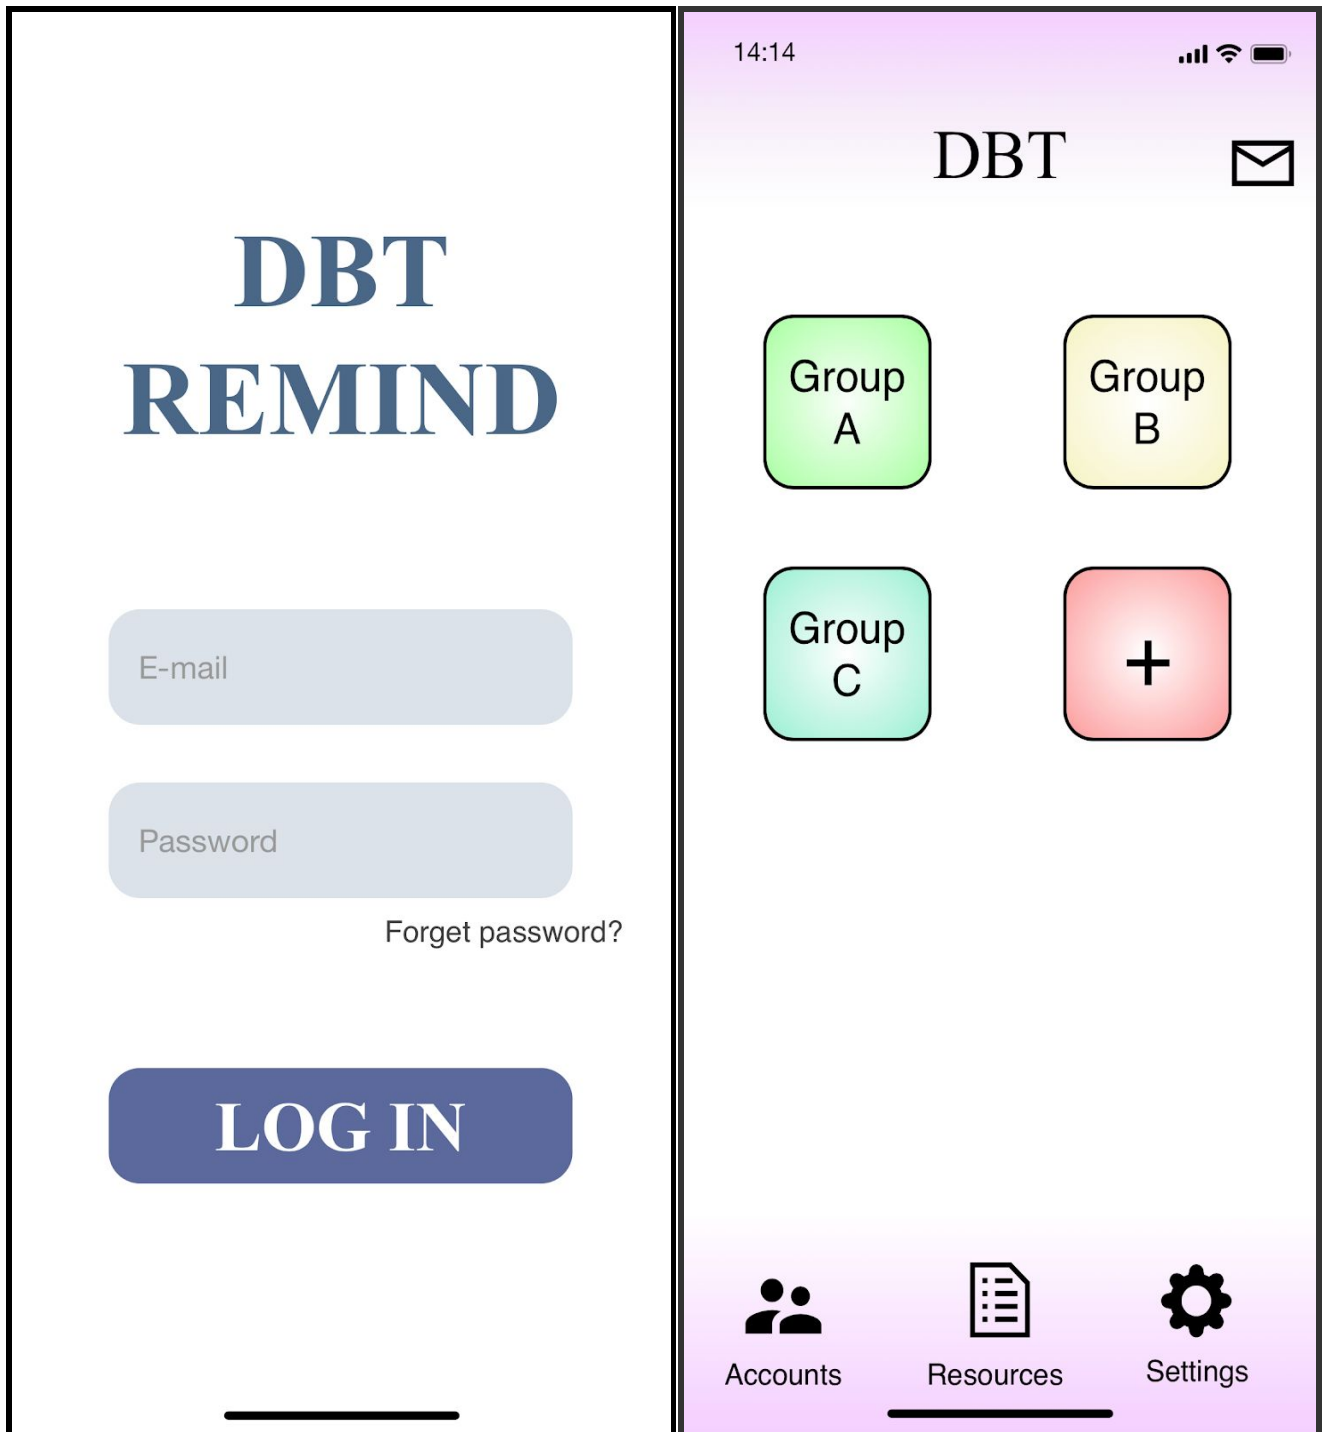 DBT
REMIND
E-mail
Password
Forget password?
LOG IN
14:14
DBT
Group
A
Group
B
Group
C
+
Accounts
Resources
Settings